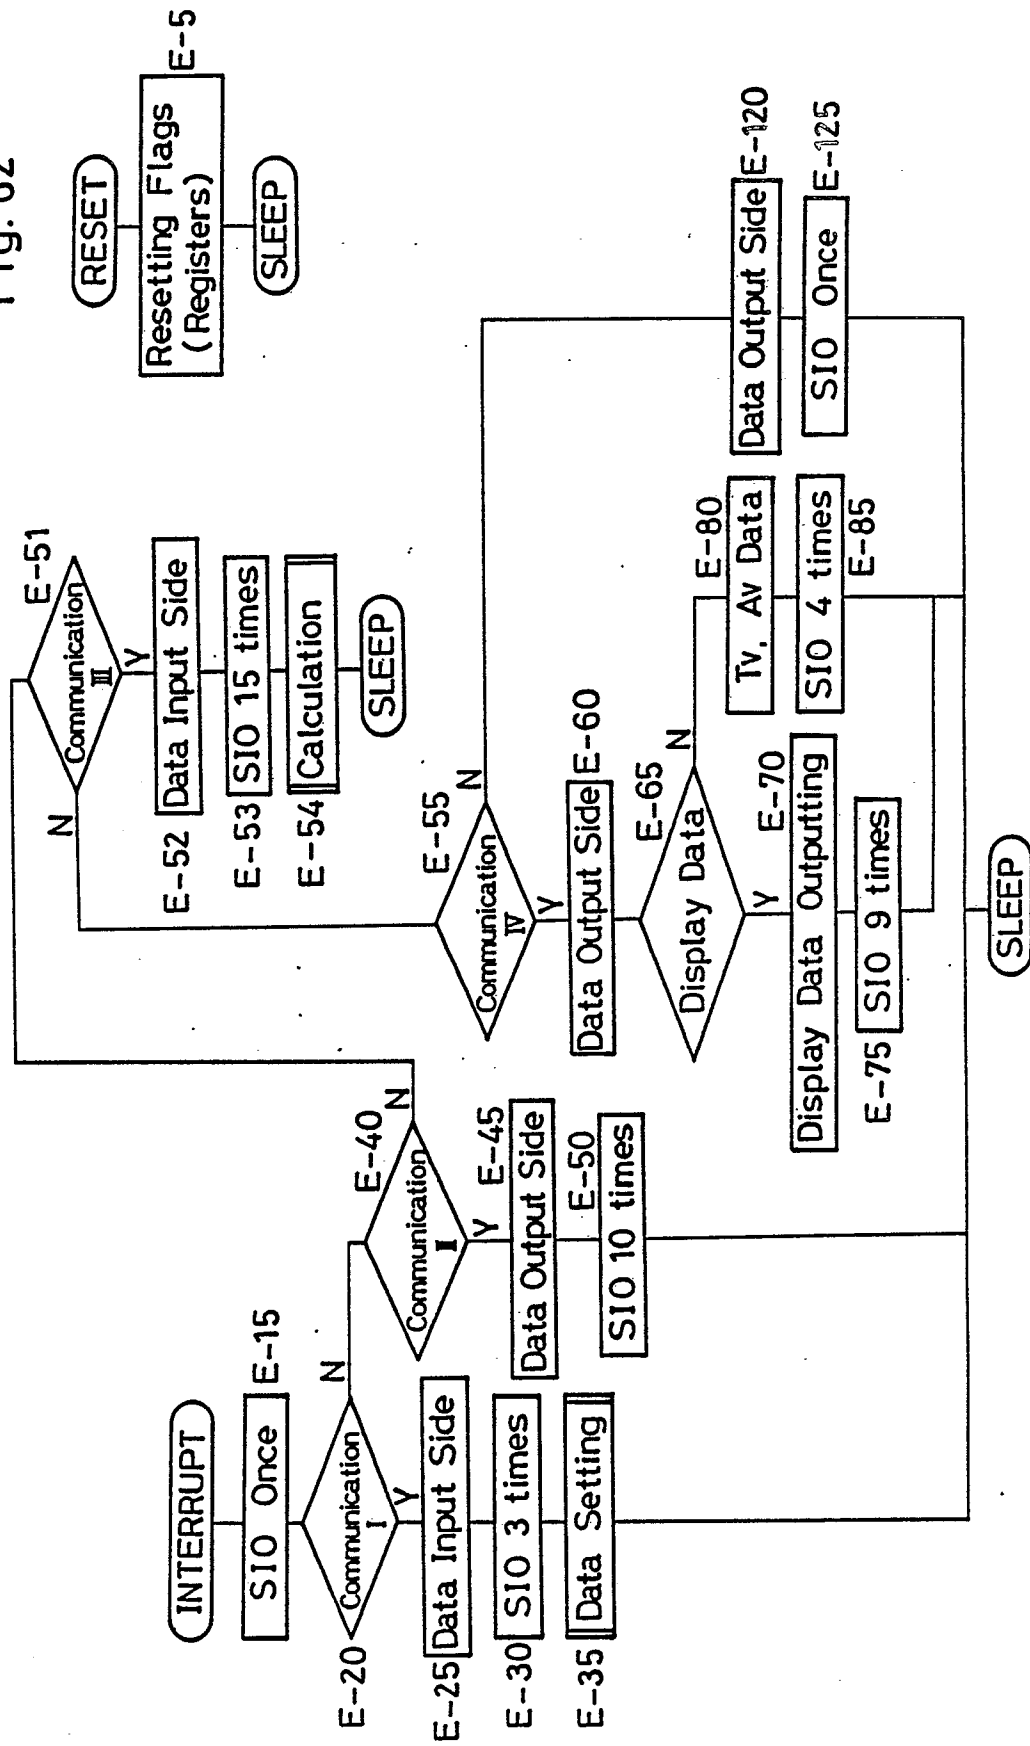 RESET
Resetting Flags
(Registers)
E-5
SLEEP
INTERRUPT
SIO Once
E-15
Communication
I
E-20
N
Y
E-25
Data Input Side
E-30
SIO 3 times
E-35
Data Setting
Communication
II
E-40
N
Y
Data Output Side
E-45
SIO 10 times
E-50
Communication
III
E-51
N
Y
E-52
Data Input Side
E-53
SIO 15 times
E-54
Calculation
SLEEP
Communication
IV
E-55
N
Y
Data Output Side
E-60
Display Data
E-65
N
Y
Display Data Outputting
E-70
E-75
SIO 9 times
Tv, Av Data
E-80
SIO 4 times
E-85
Data Output Side
E-120
SIO Once
E-125
SLEEP